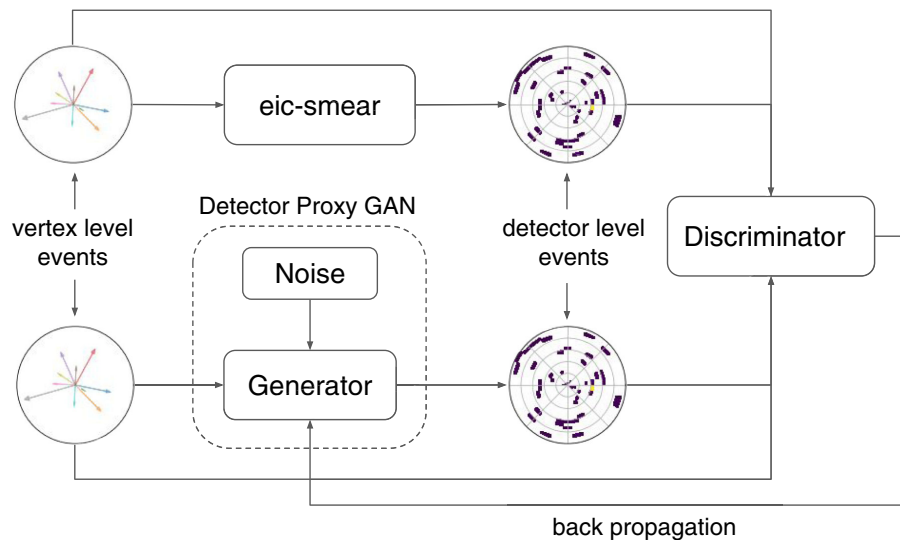 eic-smear
Detector Proxy GAN
vertex level
events
detector level
events
Discriminator
Noise
Generator
back propagation